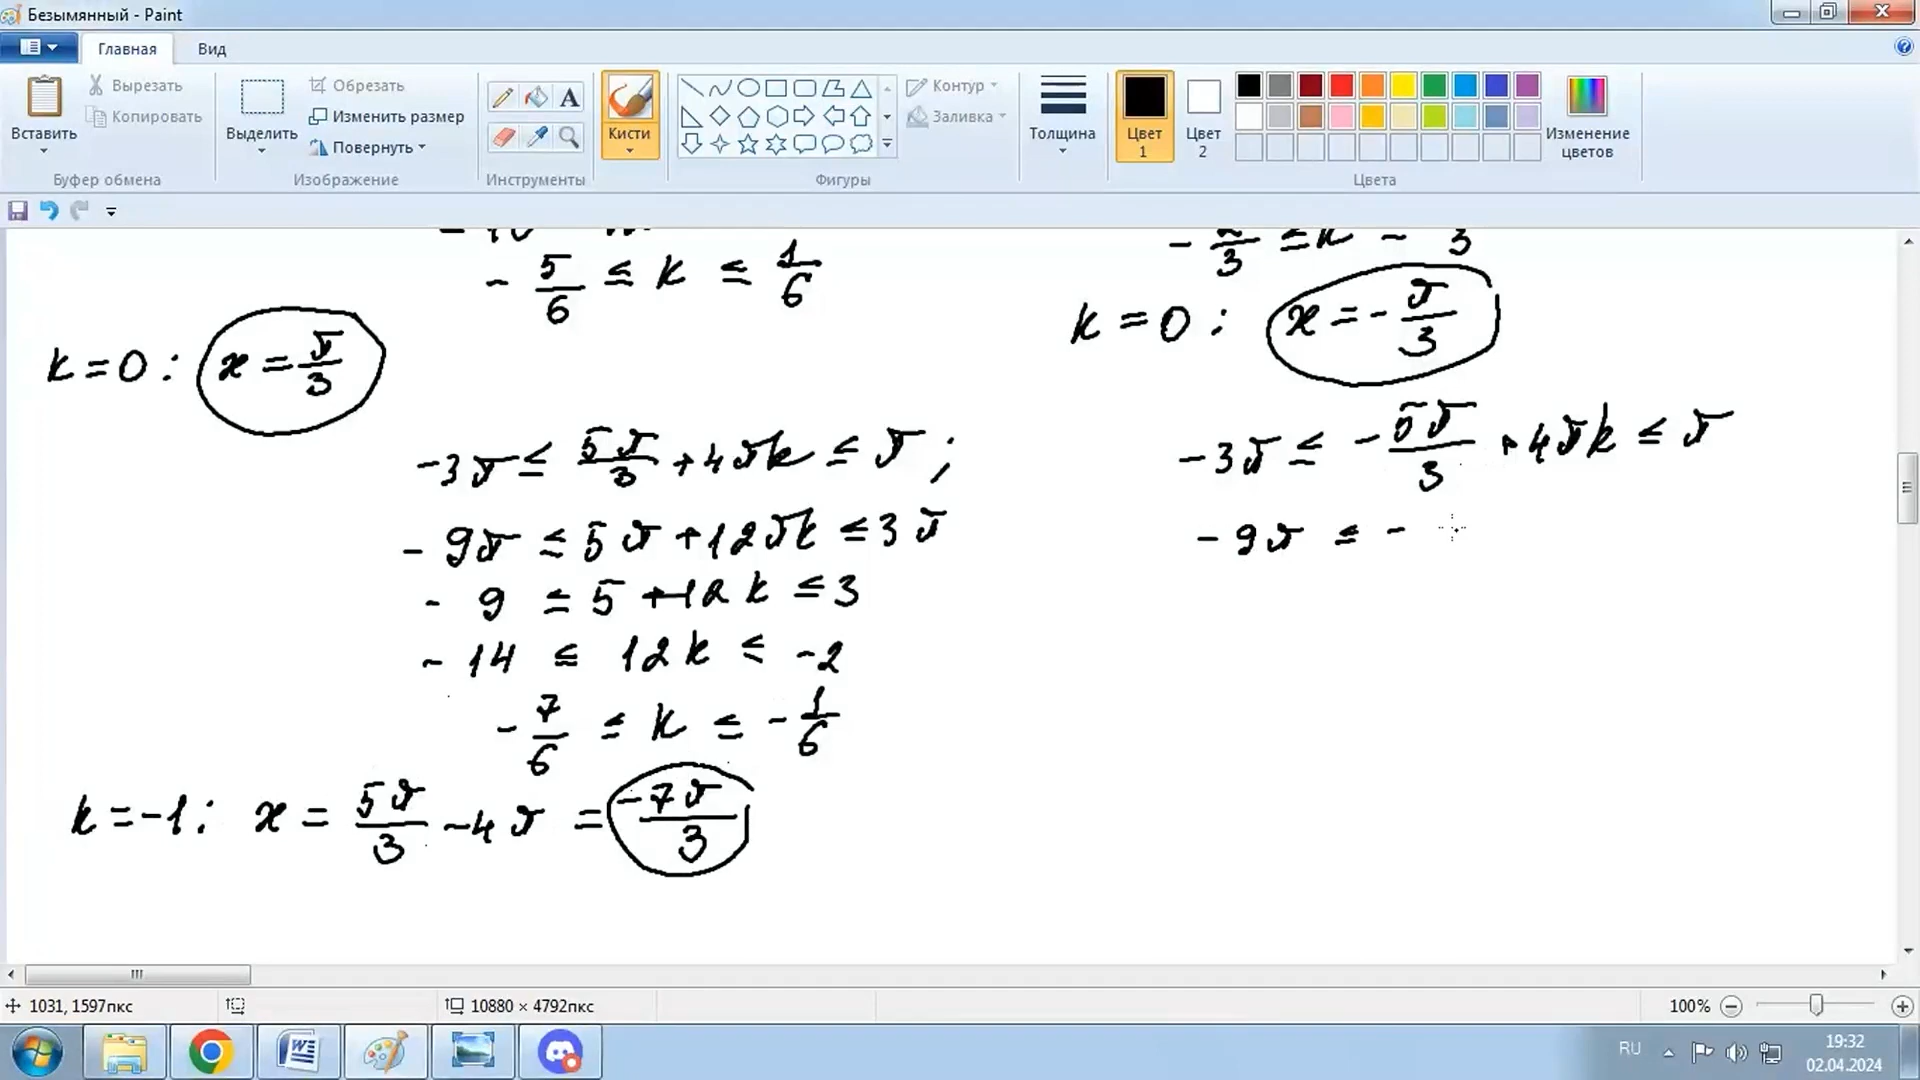 Безымянный - Paint
Главная Вид
Вставить
Вырезать
Копировать
Буфер обмена
Выделить
Обрезать
Изменить размер
Повернуть
Изображение
A
Инструменты
Кисти
Фигуры
Контур
Заливка
Толщина
Цвет 1
Цвет 2
Изменение цветов
Цвета
- 5/6 ≤ k ≤ 1/6
k = 0 : x = π/3
-3π ≤ 5π/3 + 4πk ≤ π ;
- 9π ≤ 5π + 12πk ≤ 3π
- 9 ≤ 5 + 12k ≤ 3
- 14 ≤ 12k ≤ -2
- 7/6 ≤ k ≤ - 1/6
k = -1 : x = 5π/3 - 4π = -7π/3
k = 0 : x = - π/3
-3π ≤ - 5π/3 + 4πk ≤ π
- 9π ≤ -
1031, 1597пкс
10880 × 4792пкс
100%
RU
19:32
02.04.2024